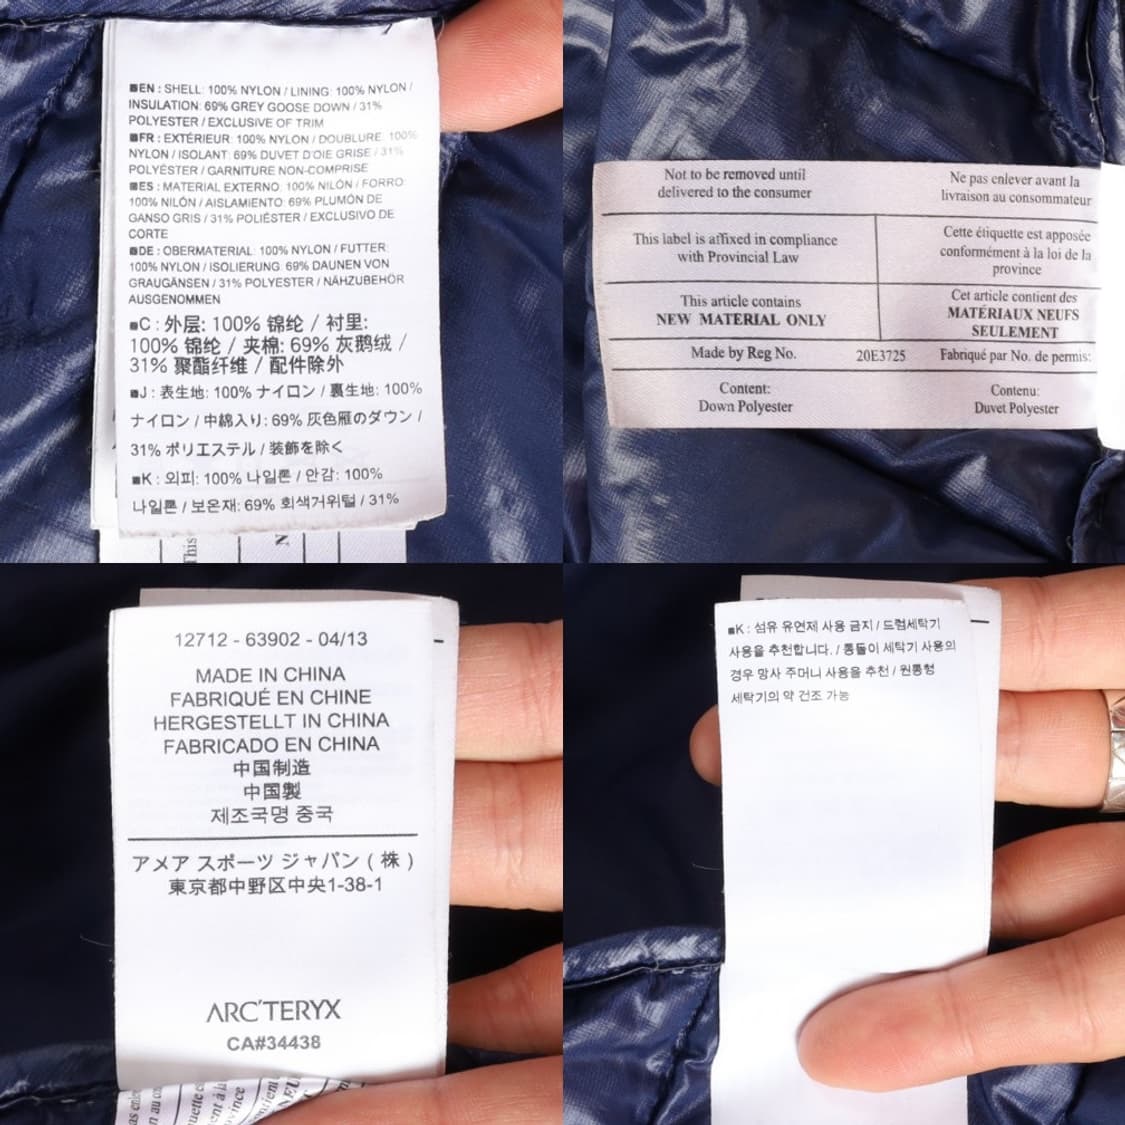 ■EN : SHELL: 100% NYLON / LINING: 100% NYLON /
INSULATION: 69% GREY GOOSE DOWN / 31%
POLYESTER / EXCLUSIVE OF TRIM
■FR : EXTÉRIEUR: 100% NYLON / DOUBLURE: 100%
NYLON / ISOLANT: 69% DUVET D'OIE GRISE / 31%
POLYÉSTER / GARNITURE NON-COMPRISE
■ES : MATERIAL EXTERNO: 100% NILÓN / FORRO:
100% NILÓN / AISLAMIENTO: 69% PLUMÓN DE
GANSO GRIS / 31% POLIÉSTER / EXCLUSIVO DE
CORTE
■DE : OBERMATERIAL: 100% NYLON / FUTTER:
100% NYLON / ISOLIERUNG: 69% DAUNEN VON
GRAUGÄNSEN / 31% POLYESTER / NÄHZUBEHÖR
AUSGENOMMEN
■C : 外层: 100% 锦纶 / 衬里:
100% 锦纶 / 夹棉: 69% 灰鹅绒 /
31% 聚酯纤维 / 配件除外
■J : 表生地: 100% ナイロン / 裏生地: 100%
ナイロン / 中綿入り: 69% 灰色雁のダウン /
31% ポリエステル / 装飾を除く
■K : 외피: 100% 나일론 / 안감: 100%
나일론 / 보온재: 69% 회색거위털 / 31%
This
N
Not to be removed until
delivered to the consumer
Ne pas enlever avant la
livraison au consommateur
This label is affixed in compliance
with Provincial Law
Cette étiquette est apposée
conformément à la loi de la
province
This article contains
NEW MATERIAL ONLY
Cet article contient des
MATÉRIAUX NEUFS
SEULEMENT
Made by Reg No. 20E3725 Fabriqué par No. de permis:
Content:
Down Polyester
Contenu:
Duvet Polyester
12712 - 63902 - 04/13
MADE IN CHINA
FABRIQUÉ EN CHINE
HERGESTELLT IN CHINA
FABRICADO EN CHINA
中国制造
中国製
제조국명 중국
アメア スポーツ ジャパン ( 株 )
東京都中野区中央1-38-1
ARC'TERYX
CA#34438
■K : 섬유 유연제 사용 금지 / 드럼세탁기
사용을 추천합니다. / 통돌이 세탁기 사용의
경우 망사 주머니 사용을 추천 / 원통형
세탁기의 약 건조 가능